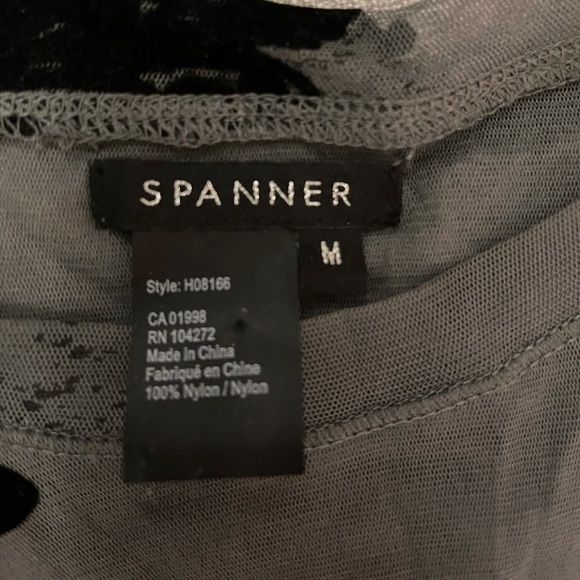 SPANNER
M
Style: H08166
CA 01998
RN 104272
Made In China
Fabriqué en Chine
100% Nylon / Nylon